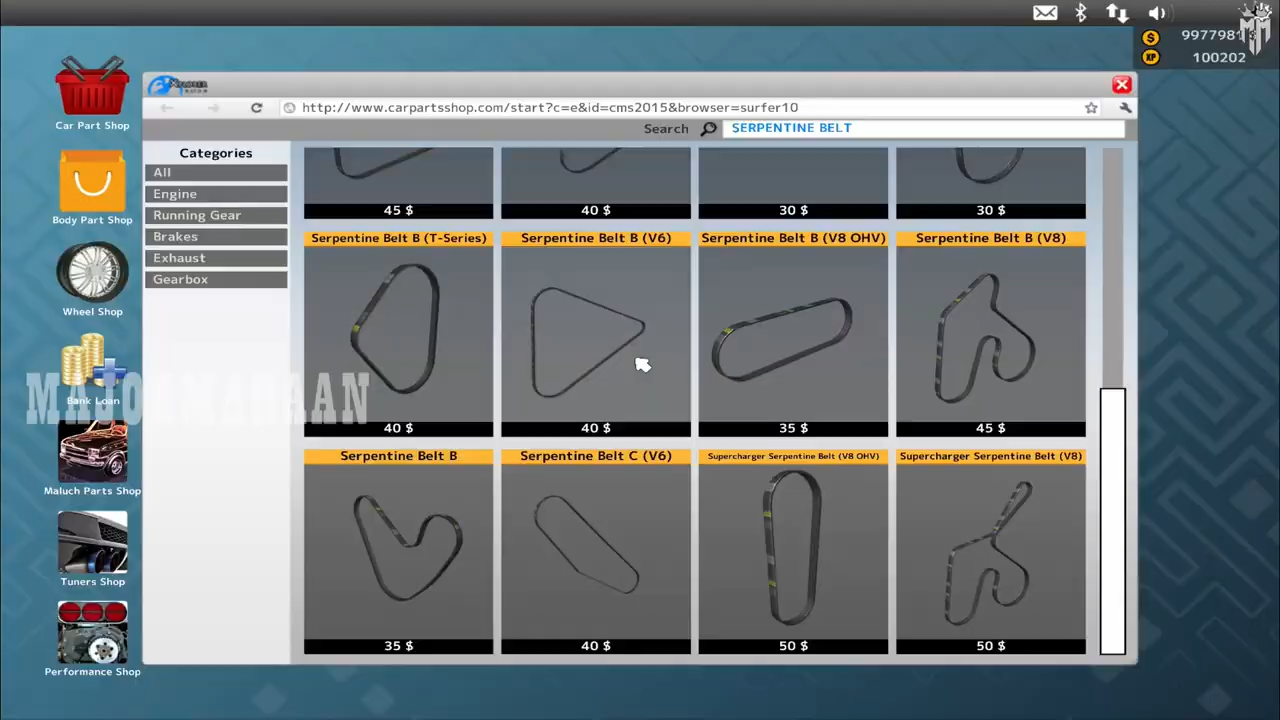 9977981
100202
Car Part Shop
Body Part Shop
Wheel Shop
Bank Loan
Maluch Parts Shop
Tuners Shop
Performance Shop
http://www.carpartsshop.com/start?c=e&id=cms2015&browser=surfer10
Search
SERPENTINE BELT
Categories
All
Engine
Running Gear
Brakes
Exhaust
Gearbox
45 $
40 $
30 $
30 $
Serpentine Belt B (T-Series)
Serpentine Belt B (V6)
Serpentine Belt B (V8 OHV)
Serpentine Belt B (V8)
40 $
40 $
35 $
45 $
Serpentine Belt B
Serpentine Belt C (V6)
Supercharger Serpentine Belt (V8 OHV)
Supercharger Serpentine Belt (V8)
35 $
40 $
50 $
50 $